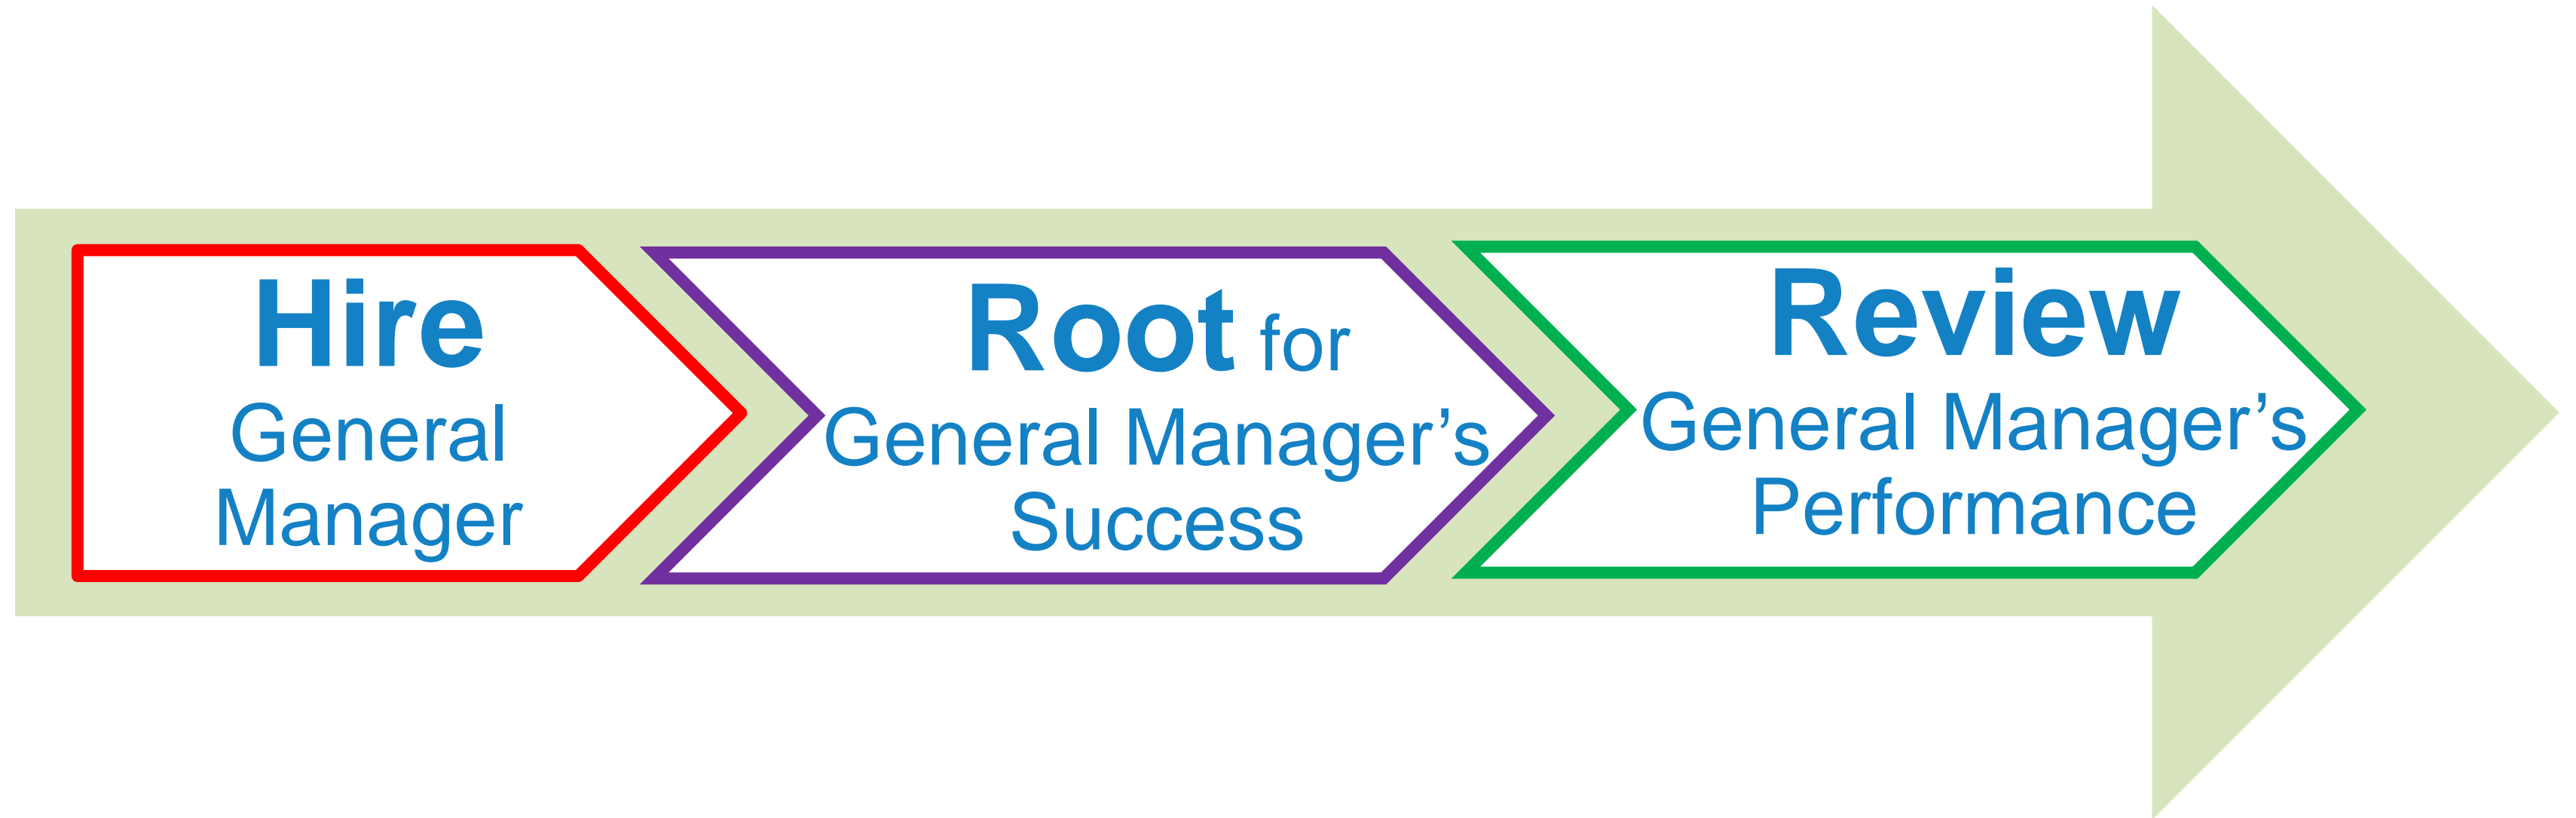 Hire
General
Manager
Root for
General Manager’s
Success
Review
General Manager’s
Performance